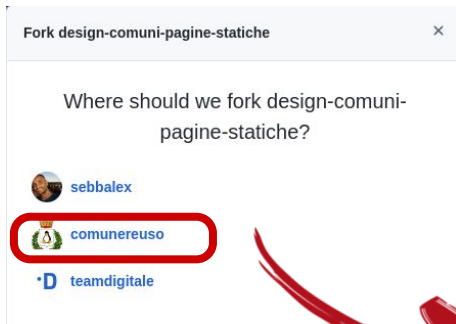 Fork design-comuni-pagine-statiche ×
Where should we fork design-comuni-
pagine-statiche?
sebbalex
comunereuso
teamdigitale